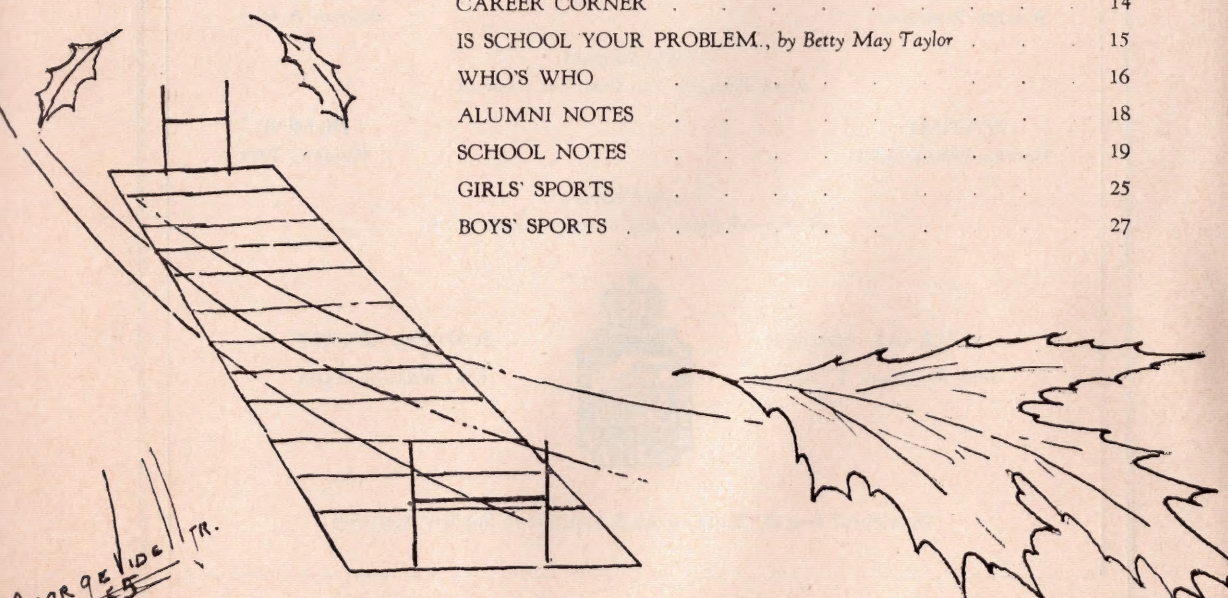 CAREER CORNER . . . . . . . 14
IS SCHOOL YOUR PROBLEM., by Betty May Taylor . . 15
WHO'S WHO . . . . . . . 16
ALUMNI NOTES . . . . . . . 18
SCHOOL NOTES . . . . . . . 19
GIRLS' SPORTS . . . . . . . 25
BOYS' SPORTS . . . . . . . 27
JR.